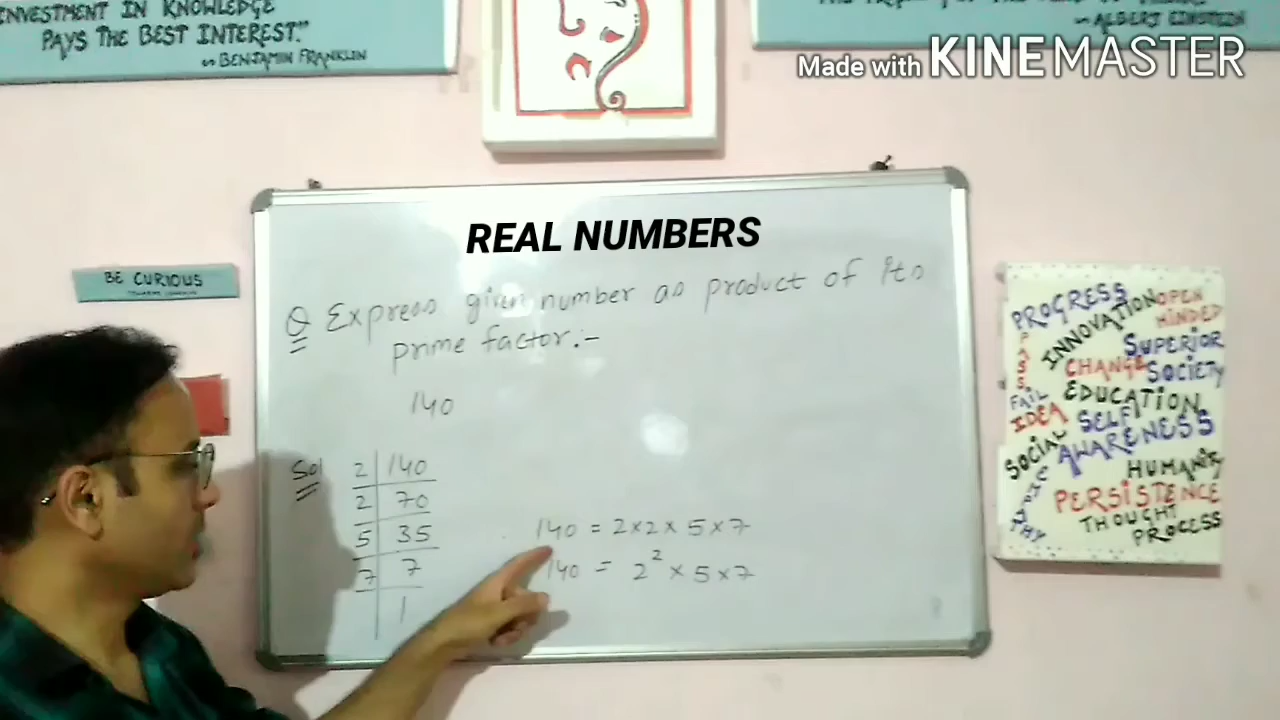 INVESTMENT IN KNOWLEDGE
PAYS THE BEST INTEREST."
~ BENJAMIN FRANKLIN
~ ALBERT EINSTEIN
Made with KINEMASTER
REAL NUMBERS
BE CURIOUS
Q Express given number as product of its
prime factor:-
140
Sol
2 | 140
2 | 70
5 | 35
7 | 7
1
140 = 2×2×5×7
140 = 2² × 5×7
PROGRESS
INNOVATION
OPEN
MINDED
PASS
SUPERIOR
CHANGE
SOCIETY
FAIL
EDUCATION
IDEA
SELF
AWARENESS
SOCIAL
HUMANITY
PERSISTENCE
THOUGHT
PROCESS